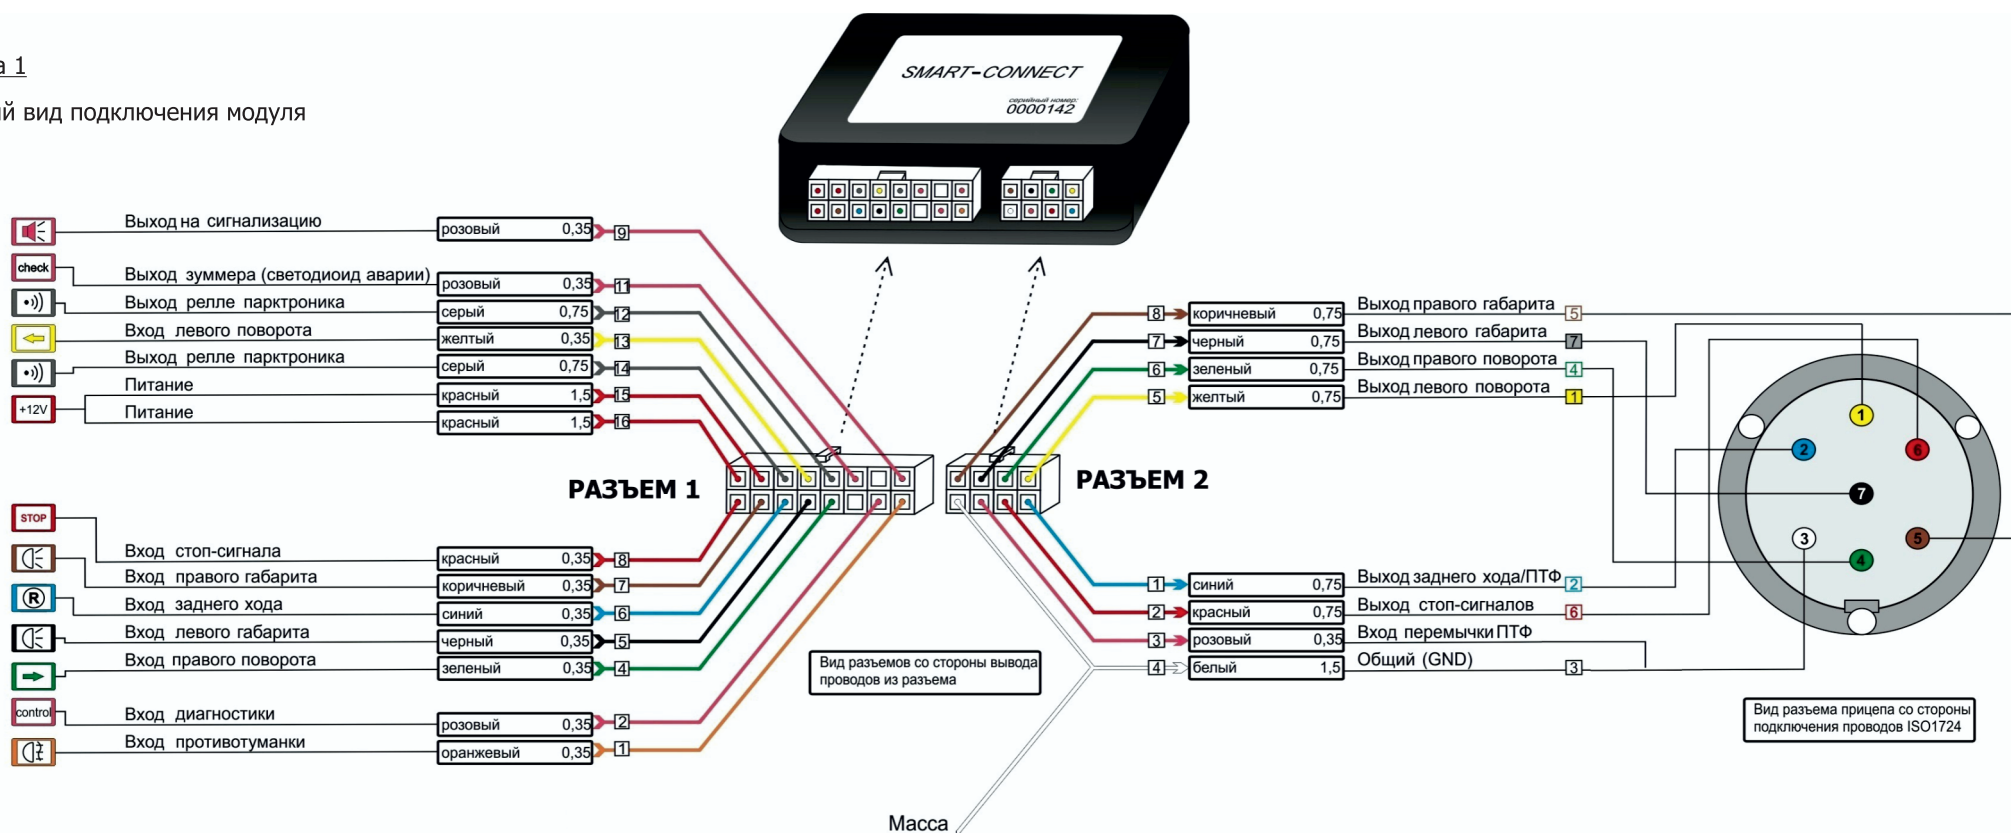 а 1
й вид подключения модуля
SMART-CONNECT
серийный номер:
0000142
Выход на сигнализацию розовый 0,35 9
check
Выход зуммера (светодиоид аварии) розовый 0,35 11
Выход релле парктроника серый 0,75 12
Вход левого поворота желтый 0,35 13
Выход релле парктроника серый 0,75 14
Питание красный 1,5 15
+12V
Питание красный 1,5 16
РАЗЪЕМ 1
STOP
Вход стоп-сигнала красный 0,35 8
Вход правого габарита коричневый 0,35 7
R
Вход заднего хода синий 0,35 6
Вход левого габарита черный 0,35 5
Вход правого поворота зеленый 0,35 4
control
Вход диагностики розовый 0,35 2
Вход противотуманки оранжевый 0,35 1
8 коричневый 0,75 Выход правого габарита 5
7 черный 0,75 Выход левого габарита 7
6 зеленый 0,75 Выход правого поворота 4
5 желтый 0,75 Выход левого поворота 1
РАЗЪЕМ 2
1 синий 0,75 Выход заднего хода/ПТФ 2
2 красный 0,75 Выход стоп-сигналов 6
3 розовый 0,35 Вход перемычки ПТФ
4 белый 1,5 Общий (GND) 3
Вид разъемов со стороны вывода
проводов из разъема
Масса
1
2
6
7
3
5
4
Вид разъема прицепа со стороны
подключения проводов ISO1724